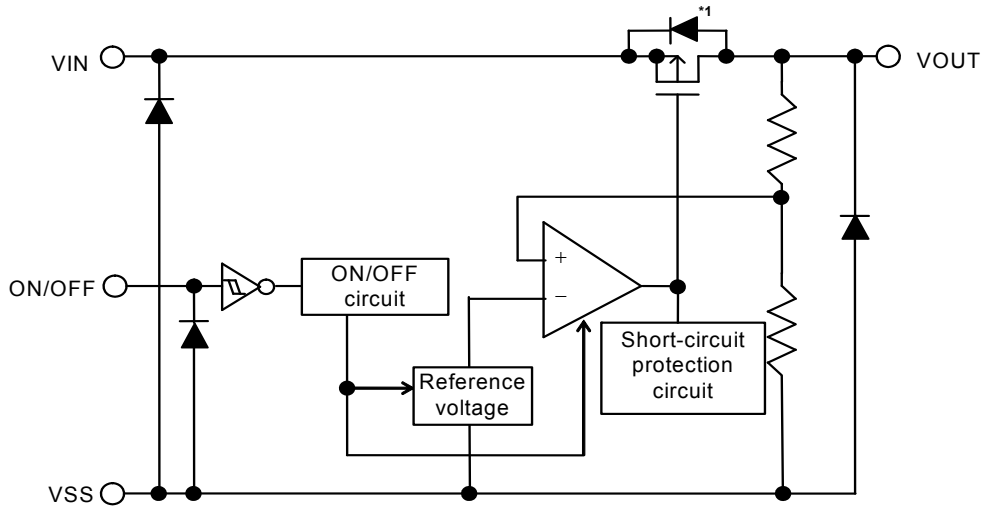 *1
VIN
VOUT
+
−
ON/OFF
ON/OFF
circuit
Short-circuit
protection
circuit
Reference
voltage
VSS